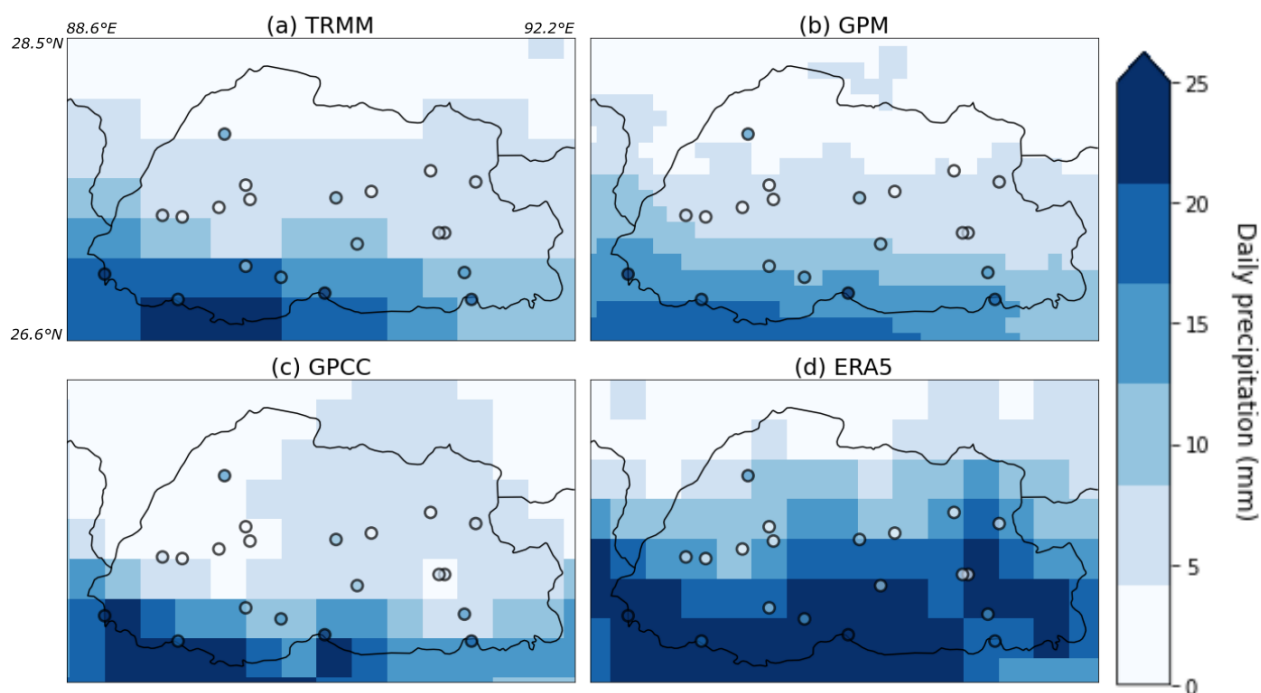 (a) TRMM
(b) GPM
88.6°E
92.2°E
28.5°N
26.6°N
(c) GPCC
(d) ERA5
25
20
15
10
5
0
Daily precipitation (mm)